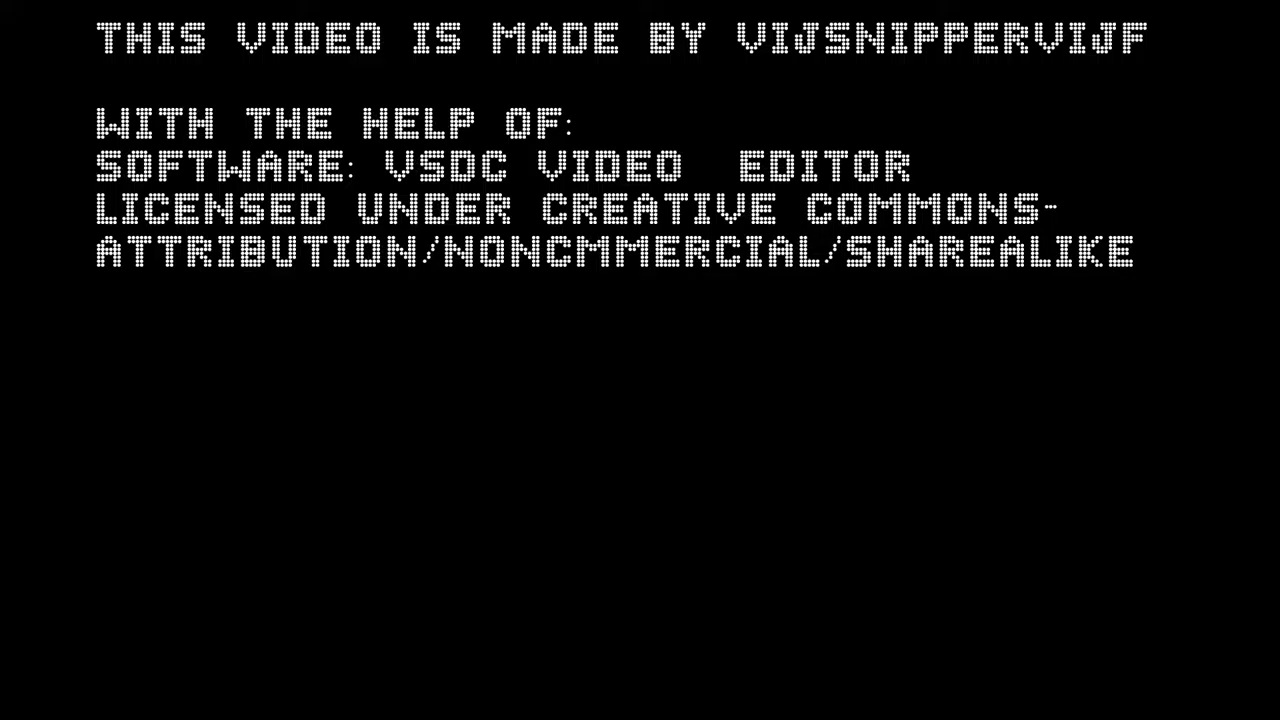 THIS VIDEO IS MADE BY VIJSNIPPERVIJF
WITH THE HELP OF:
SOFTWARE: VSDC VIDEO  EDITOR
LICENSED UNDER CREATIVE COMMONS-
ATTRIBUTION/NONCMMERCIAL/SHAREALIKE